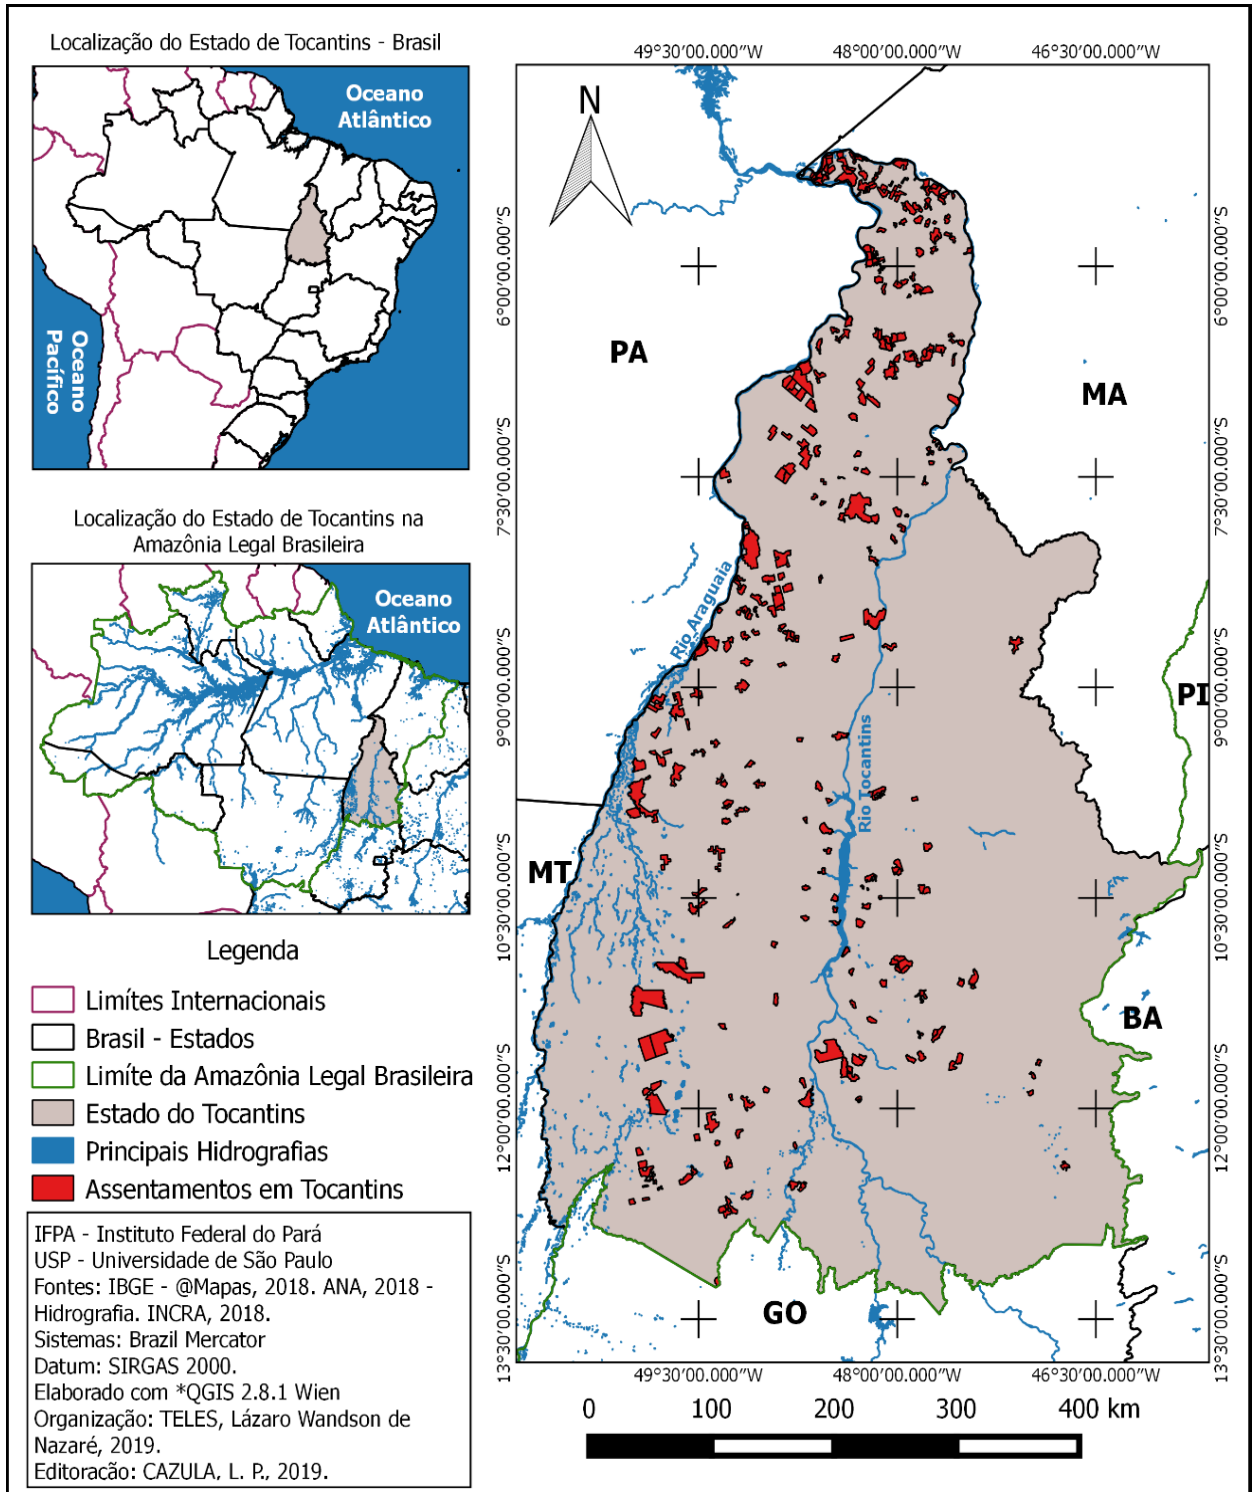 Localização do Estado de Tocantins - Brasil
Oceano
Atlântico
Oceano
Pacífico
Localização do Estado de Tocantins na
Amazônia Legal Brasileira
Oceano
Atlântico
Legenda
Limítes Internacionais
Brasil - Estados
Limíte da Amazônia Legal Brasileira
Estado do Tocantins
Principais Hidrografias
Assentamentos em Tocantins
IFPA - Instituto Federal do Pará
USP - Universidade de São Paulo
Fontes: IBGE - @Mapas, 2018. ANA, 2018 -
Hidrografia. INCRA, 2018.
Sistemas: Brazil Mercator
Datum: SIRGAS 2000.
Elaborado com *QGIS 2.8.1 Wien
Organização: TELES, Lázaro Wandson de
Nazaré, 2019.
Editoracão: CAZULA, L. P., 2019.
49°30'00.000"W 48°00'00.000"W 46°30'00.000"W
N
6°00'00.000"S
7°30'00.000"S
9°00'00.000"S
10°30'00.000"S
12°00'00.000"S
13°30'00.000"S
PA
MA
Rio Araguaia
PI
Rio Tocantins
MT
BA
GO
6°00'00.000"S
7°30'00.000"S
9°00'00.000"S
10°30'00.000"S
12°00'00.000"S
13°30'00.000"S
49°30'00.000"W 48°00'00.000"W 46°30'00.000"W
0 100 200 300 400 km